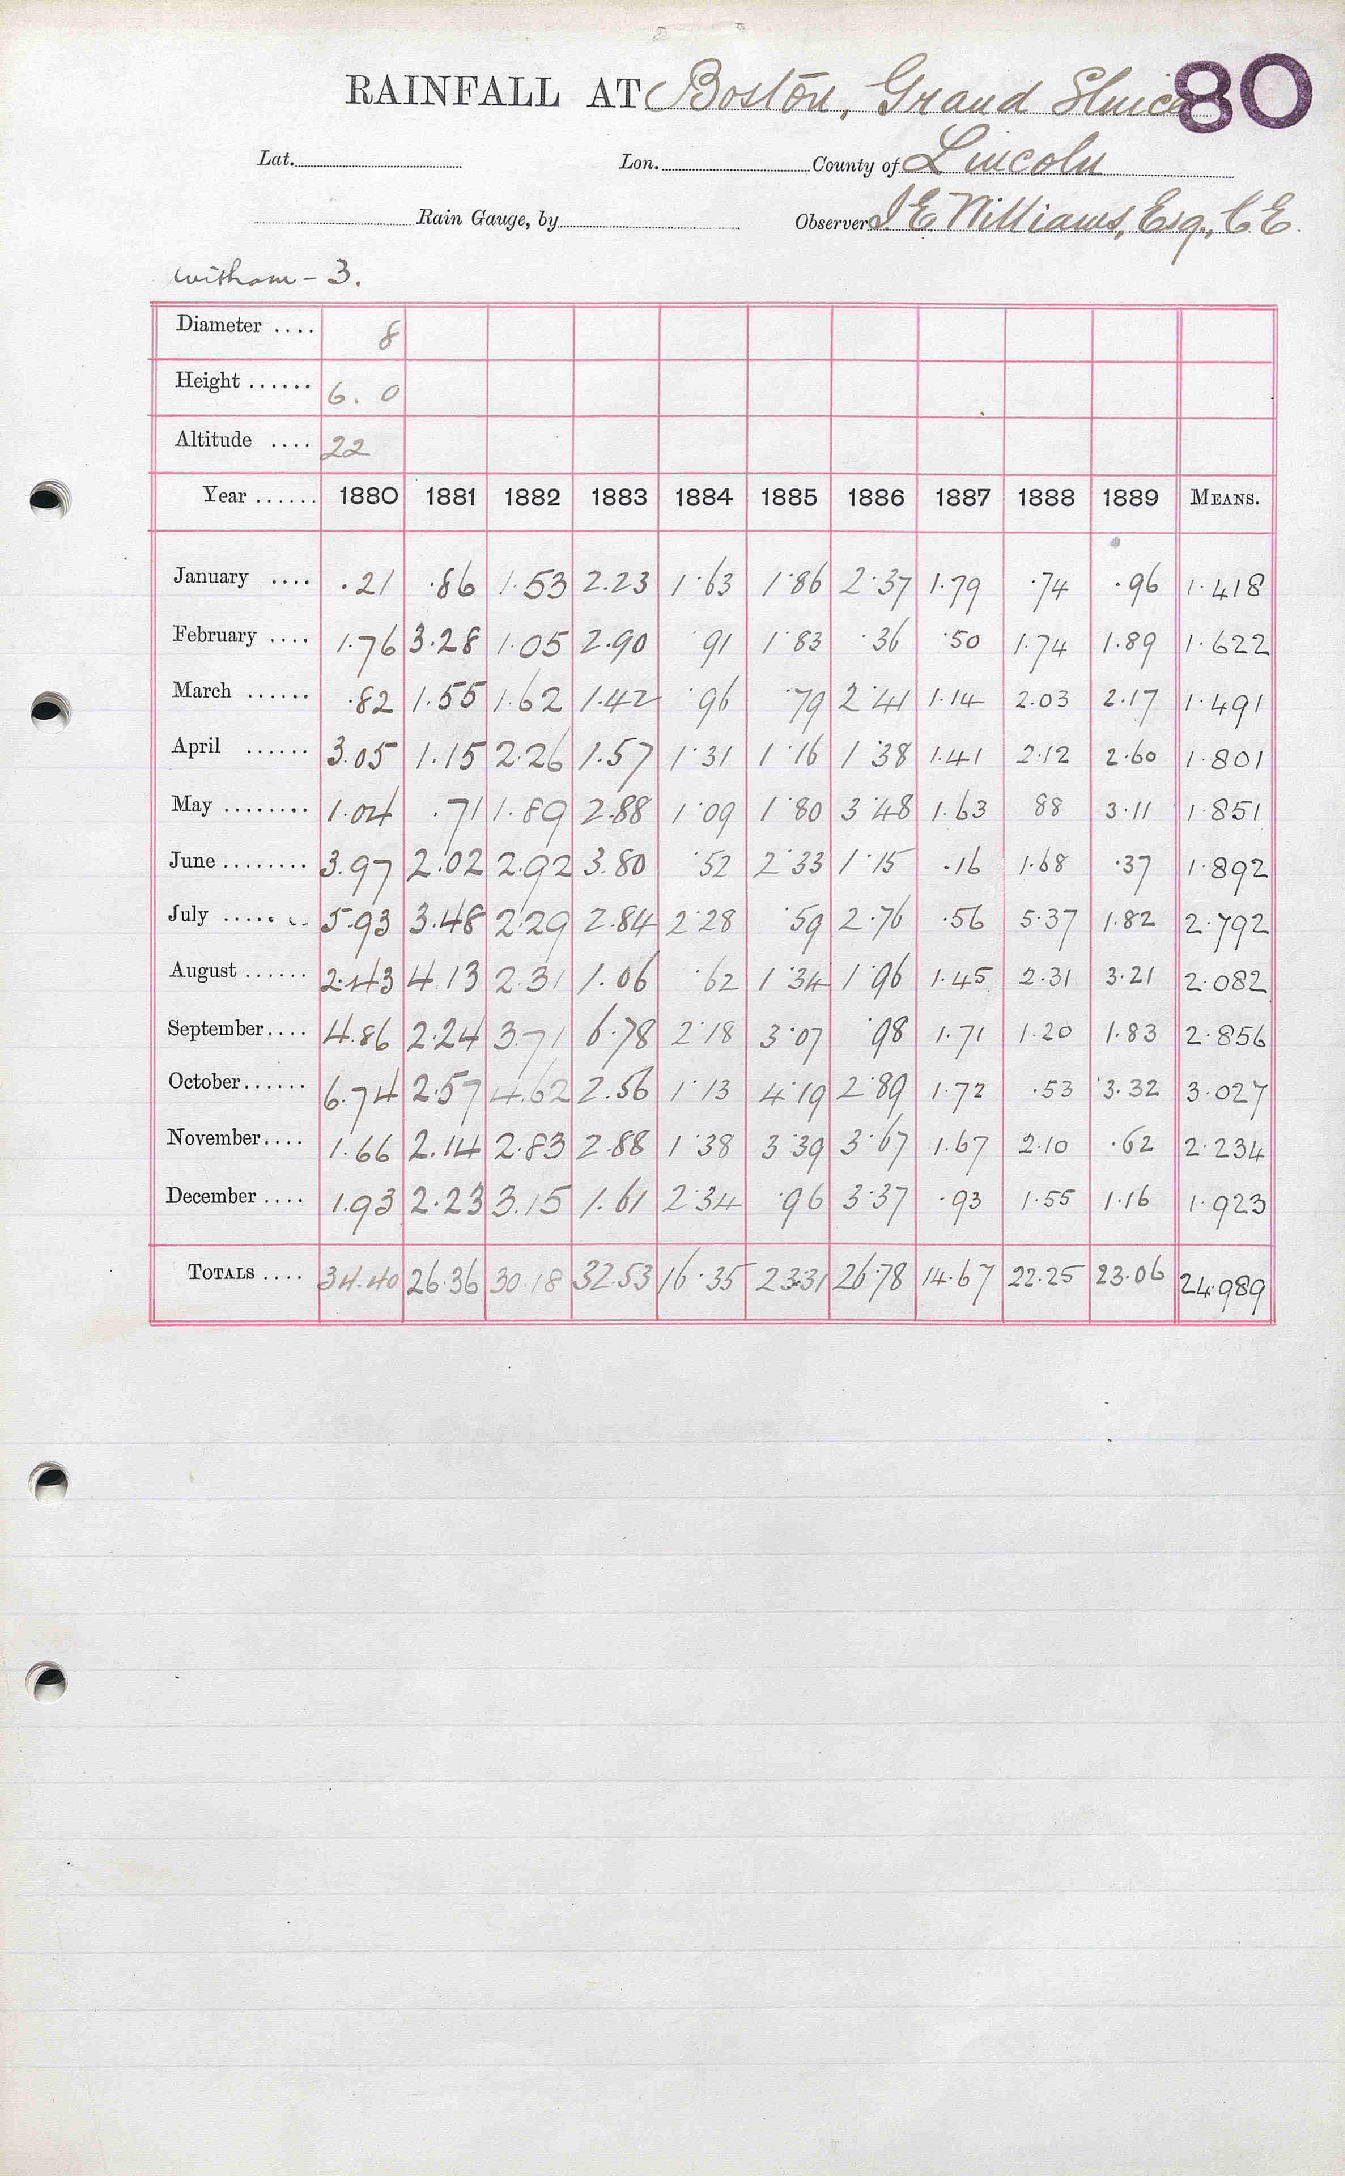 RAINFALL AT Boston, Grand Sluice 80
Lat. Lon. County of Lincoln
Rain Gauge, by Observer J E Williams, Esq., C.E.
Witham - 3.
Diameter .... 8
Height ...... 6. 0
Altitude .... 22
Year ...... 1880 1881 1882 1883 1884 1885 1886 1887 1888 1889 MEANS.
January .... .21 .86 1.53 2.23 1.63 1.86 2.37 1.79 .74 .96 1.418
February .... 1.76 3.28 1.05 2.90 .91 1.83 .36 .50 1.74 1.89 1.622
March ...... .82 1.55 1.62 1.42 .96 .79 2.41 1.14 2.03 2.17 1.491
April ...... 3.05 1.15 2.26 1.57 1.31 1.16 1.38 1.41 2.12 2.60 1.801
May ........ 1.04 .71 1.89 2.88 1.09 1.80 3.48 1.63 88 3.11 1.851
June ........ 3.97 2.02 2.92 3.80 .52 2.33 1.15 .16 1.68 .37 1.892
July ........ 5.93 3.48 2.29 2.84 2.28 .59 2.76 .56 5.37 1.82 2.792
August ...... 2.43 4.13 2.31 1.06 .62 1.34 1.96 1.45 2.31 3.21 2.082
September .... 4.86 2.24 3.71 6.78 2.18 3.07 .98 1.71 1.20 1.83 2.856
October ...... 6.74 2.57 4.62 2.56 1.13 4.19 2.89 1.72 .53 3.32 3.027
November .... 1.66 2.14 2.83 2.88 1.38 3.39 3.67 1.67 2.10 .62 2.234
December .... 1.93 2.23 3.15 1.61 2.34 .96 3.37 .93 1.55 1.16 1.923
TOTALS .... 34.40 26.36 30.18 32.53 16.35 23.31 26.78 14.67 22.25 23.06 24.989